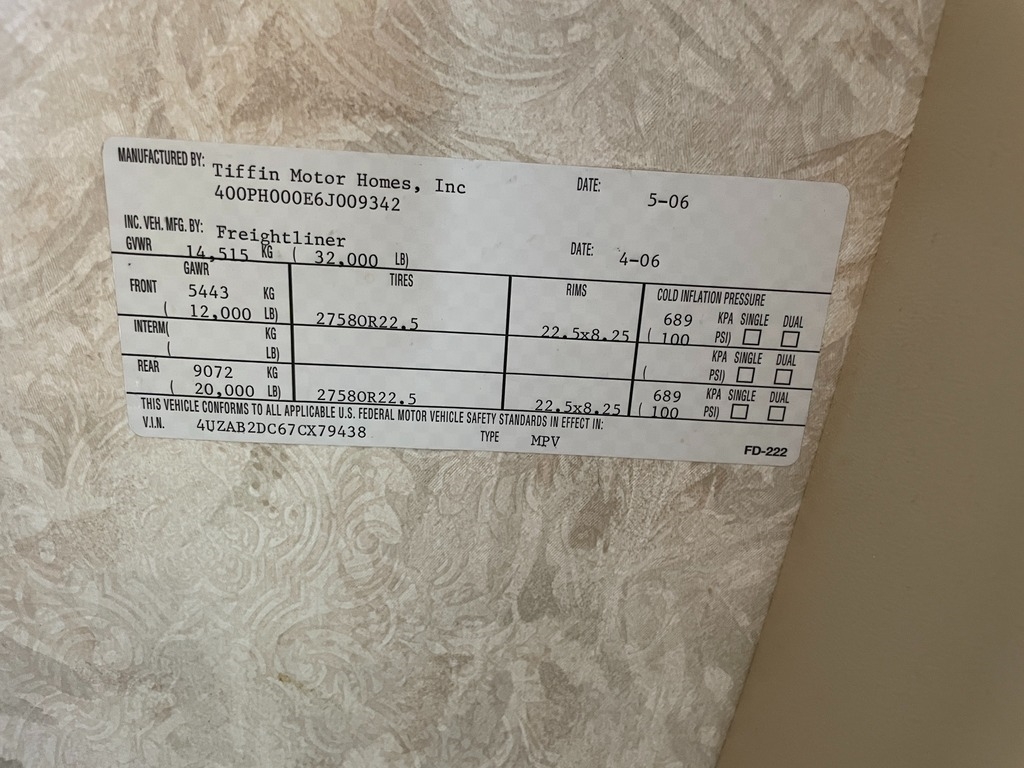 MANUFACTURED BY: Tiffin Motor Homes, Inc DATE: 5-06
400PH000E6J009342
INC. VEH. MFG. BY: Freightliner DATE: 4-06
GVWR 14,515 KG ( 32,000 LB)
GAWR TIRES RIMS COLD INFLATION PRESSURE
FRONT 5443 KG 689 KPA SINGLE DUAL
( 12,000 LB) 27580R22.5 22.5x8.25 ( 100 PSI)
INTERM( KG KPA SINGLE DUAL
( LB) ( PSI)
REAR 9072 KG 689 KPA SINGLE DUAL
( 20,000 LB) 27580R22.5 22.5x8.25 ( 100 PSI)
THIS VEHICLE CONFORMS TO ALL APPLICABLE U.S. FEDERAL MOTOR VEHICLE SAFETY STANDARDS IN EFFECT IN:
V.I.N. 4UZAB2DC67CX79438 TYPE MPV FD-222